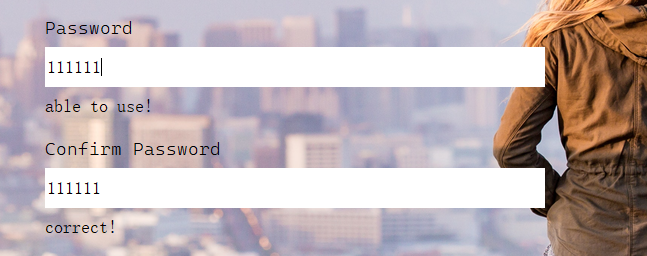 Password
111111
able to use!
Confirm Password
111111
correct!